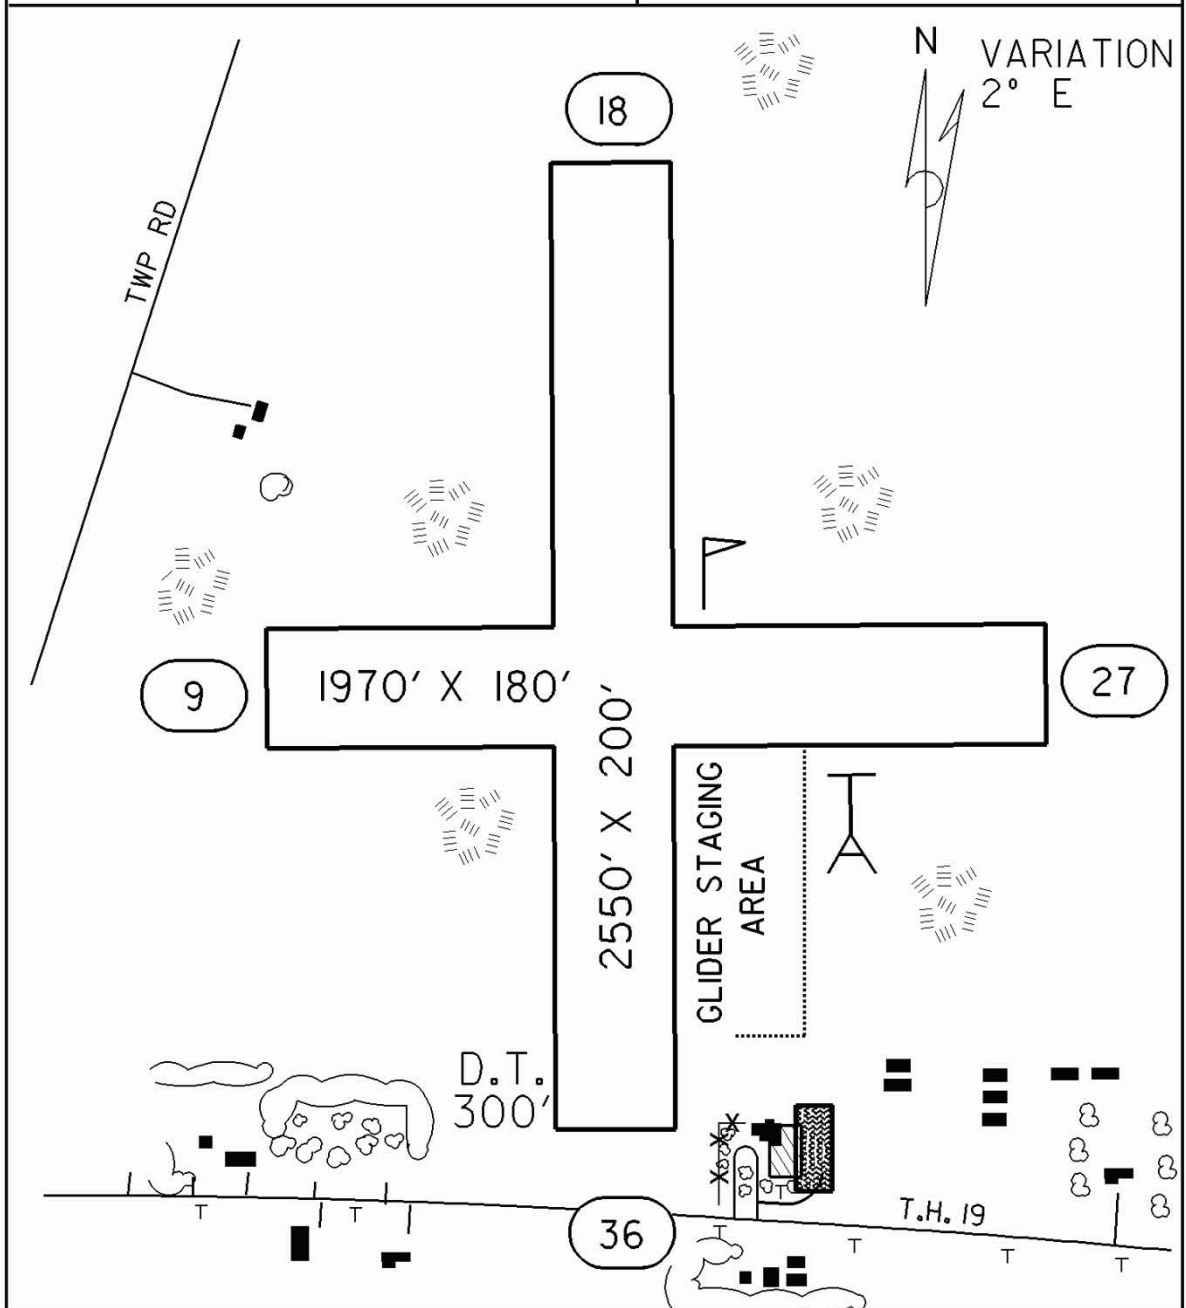 N
VARIATION
2° E
18
TWP RD
9
1970' X 180'
27
2550' X 200'
GLIDER STAGING
AREA
D.T.
300'
X
X
X
T
T
T
36
T.H. 19
T
T
T
T